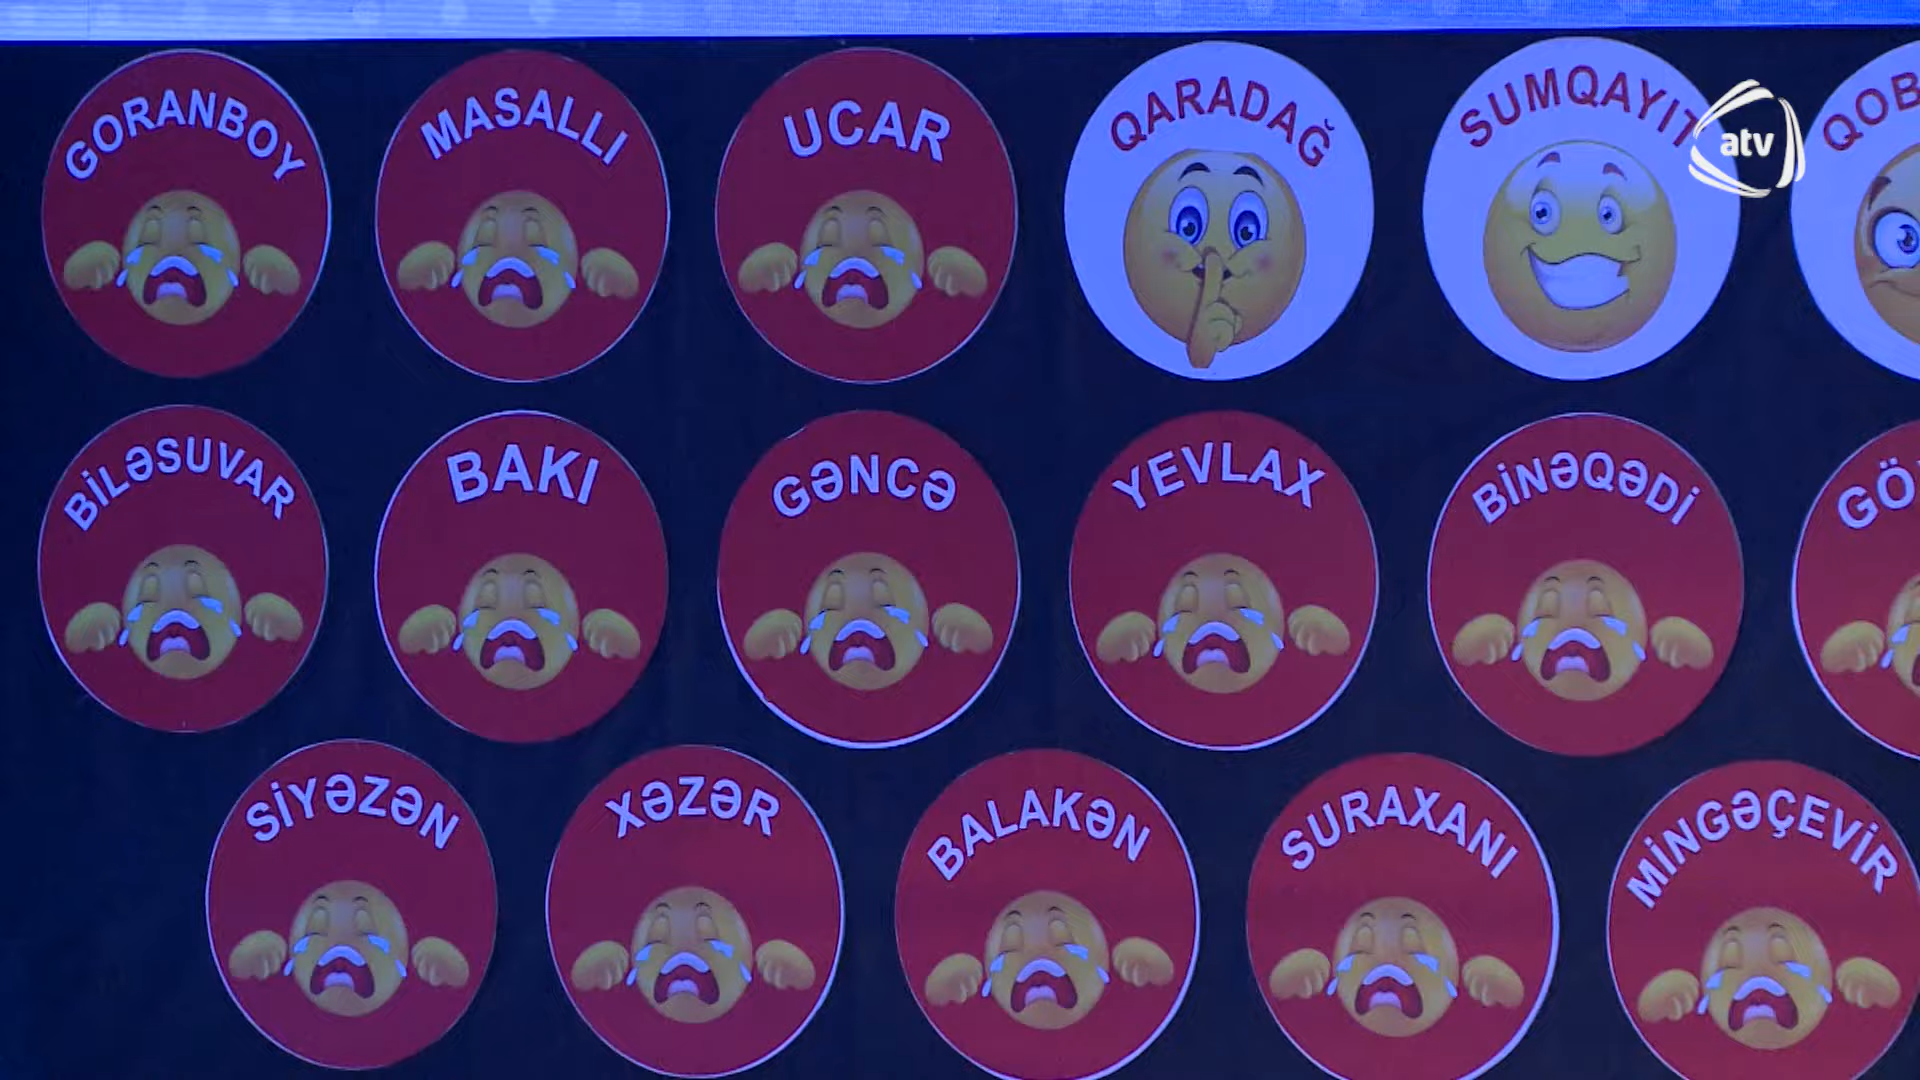 GORANBOY
MASALLI
UCAR
QARADAĞ
SUMQAYIT
atv
BİLƏSUVAR
BAKI
GƏNCƏ
YEVLAX
BİNƏQƏDİ
SİYƏZƏN
XƏZƏR
BALAKƏN
SURAXANI
MİNGƏÇEVİR